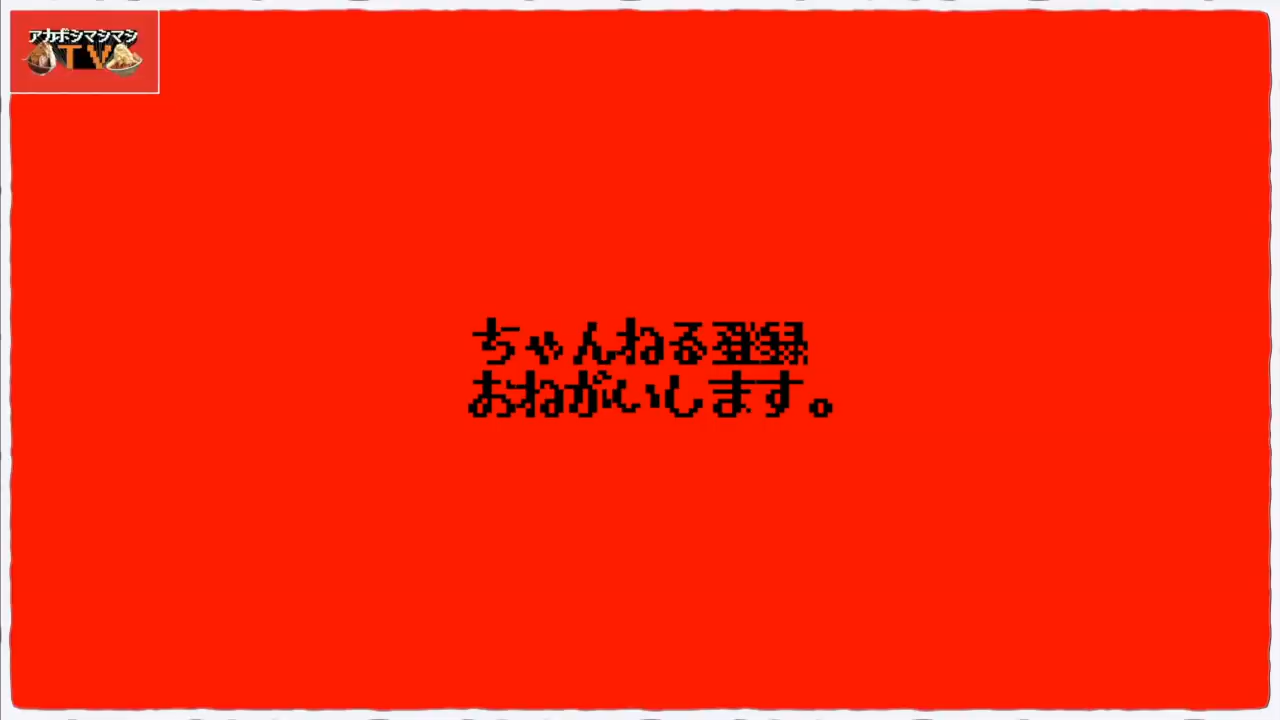 アカボシマシマシ
TV
ちゃんねる登録
おねがいします。